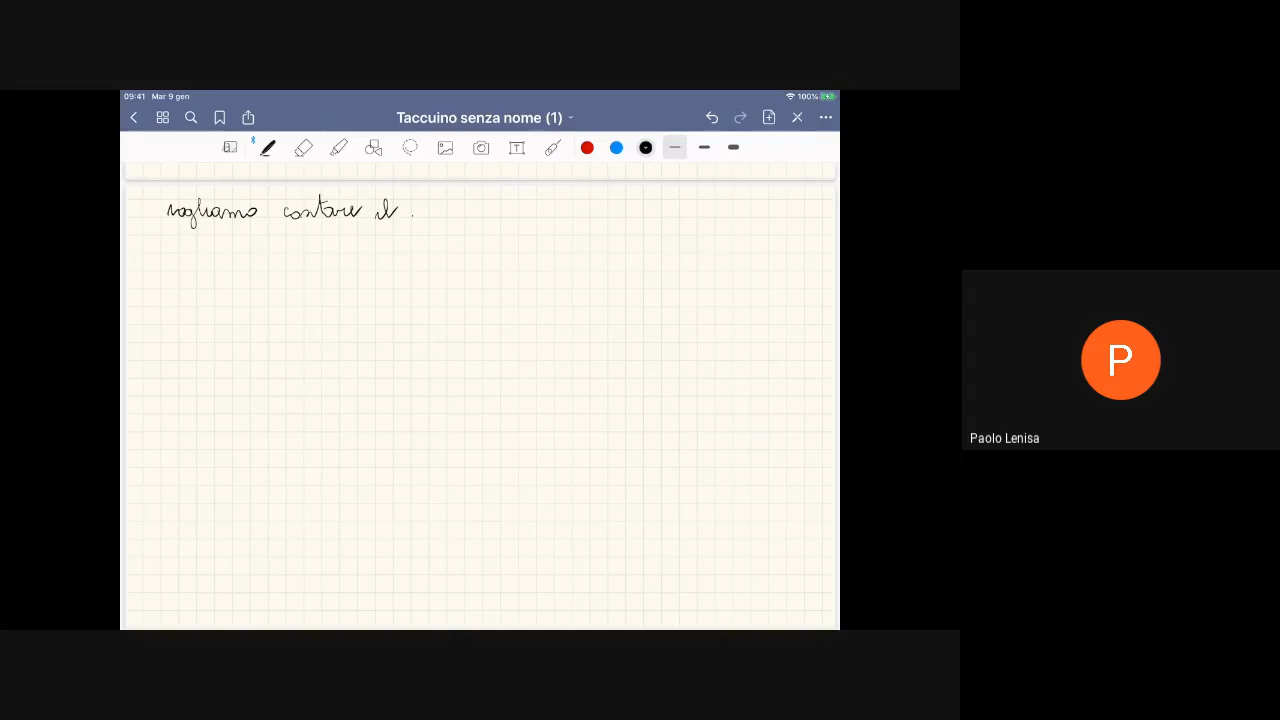 09:41 Mar 9 gen 100%
Taccuino senza nome (1)
vogliamo contare il
P
Paolo Lenisa